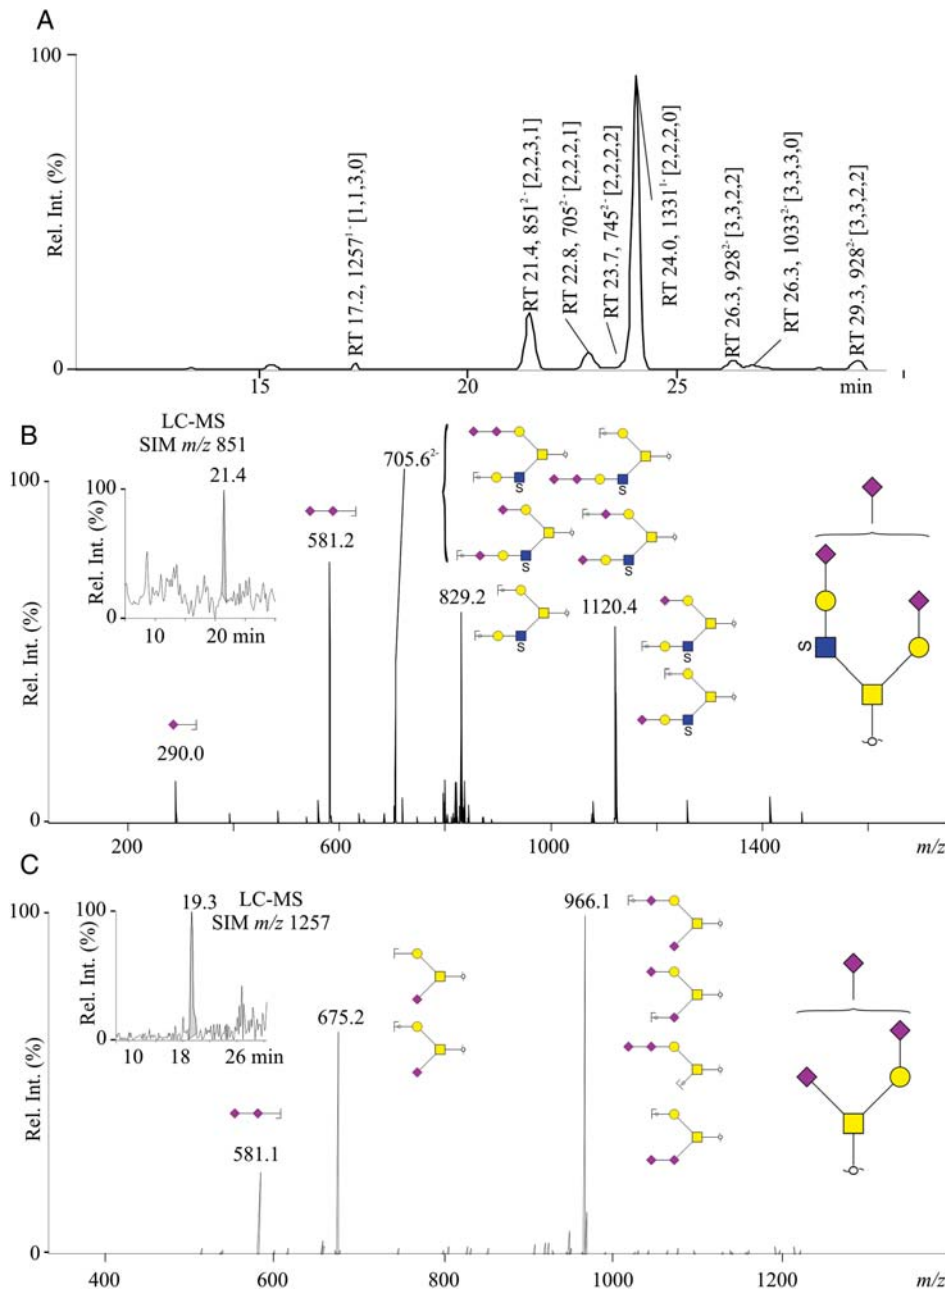 A
100
Rel. Int. (%)
0
RT 17.2, 1257¹⁻ [1,1,3,0]
RT 21.4, 851²⁻ [2,2,3,1]
RT 22.8, 705²⁻ [2,2,2,1]
RT 23.7, 745²⁻ [2,2,2,2]
RT 24.0, 1331¹⁻ [2,2,2,0]
RT 26.3, 928²⁻ [3,3,2,2]
RT 26.3, 1033²⁻ [3,3,3,0]
RT 29.3, 928²⁻ [3,3,2,2]
15
20
25
min
B
LC-MS
SIM m/z 851
21.4
100
Rel. Int. (%)
0
10
20 min
100
Rel. Int. (%)
0
290.0
581.2
705.6²⁻
829.2
1120.4
S
S
S
S
S
S
S
S
200
600
1000
1400
m/z
C
19.3
LC-MS
SIM m/z 1257
100
Rel. Int. (%)
0
10
18
26 min
100
Rel. Int. (%)
0
581.1
675.2
966.1
400
600
800
1000
1200
m/z